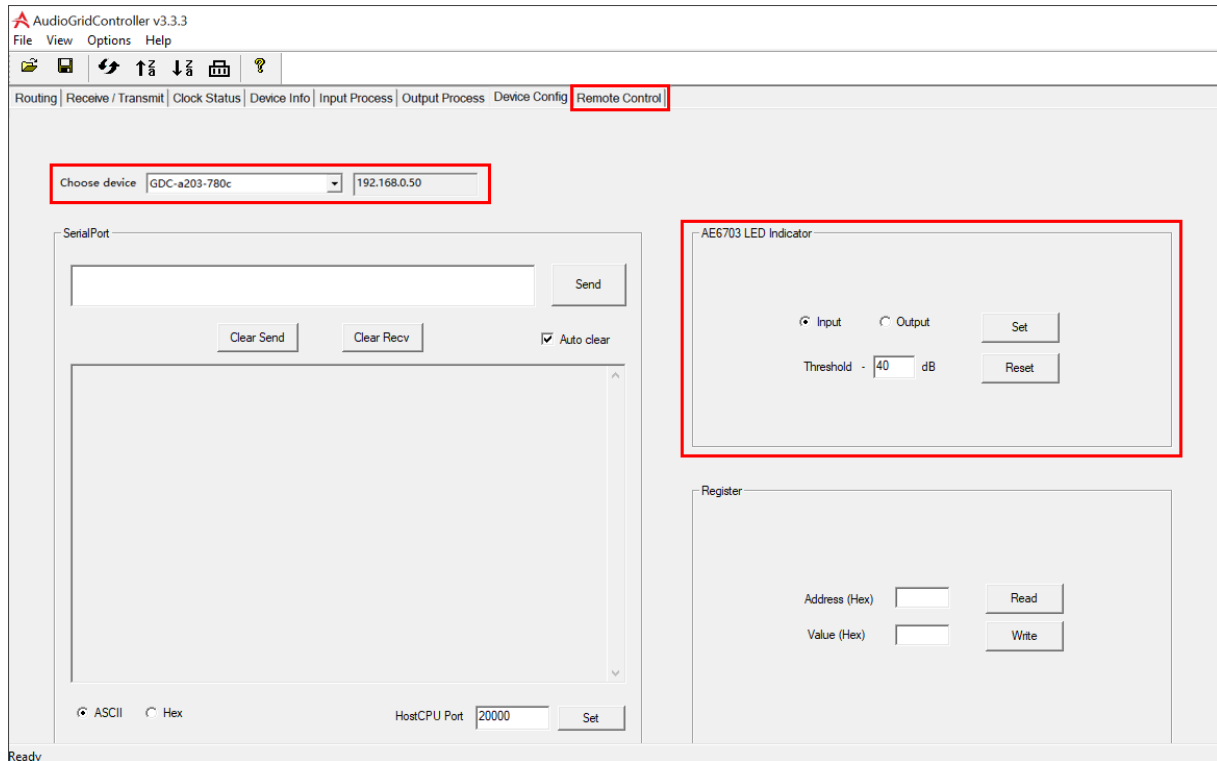 AudioGridController v3.3.3
File View Options Help
Routing Receive / Transmit Clock Status Device Info Input Process Output Process Device Config Remote Control
Choose device GDC-a203-780c 192.168.0.50
SerialPort
Send
Clear Send Clear Recv Auto clear
ASCII Hex HostCPU Port 20000 Set
AE6703 LED Indicator
Input Output Set
Threshold - 40 dB Reset
Register
Address (Hex) Read
Value (Hex) Write
Ready